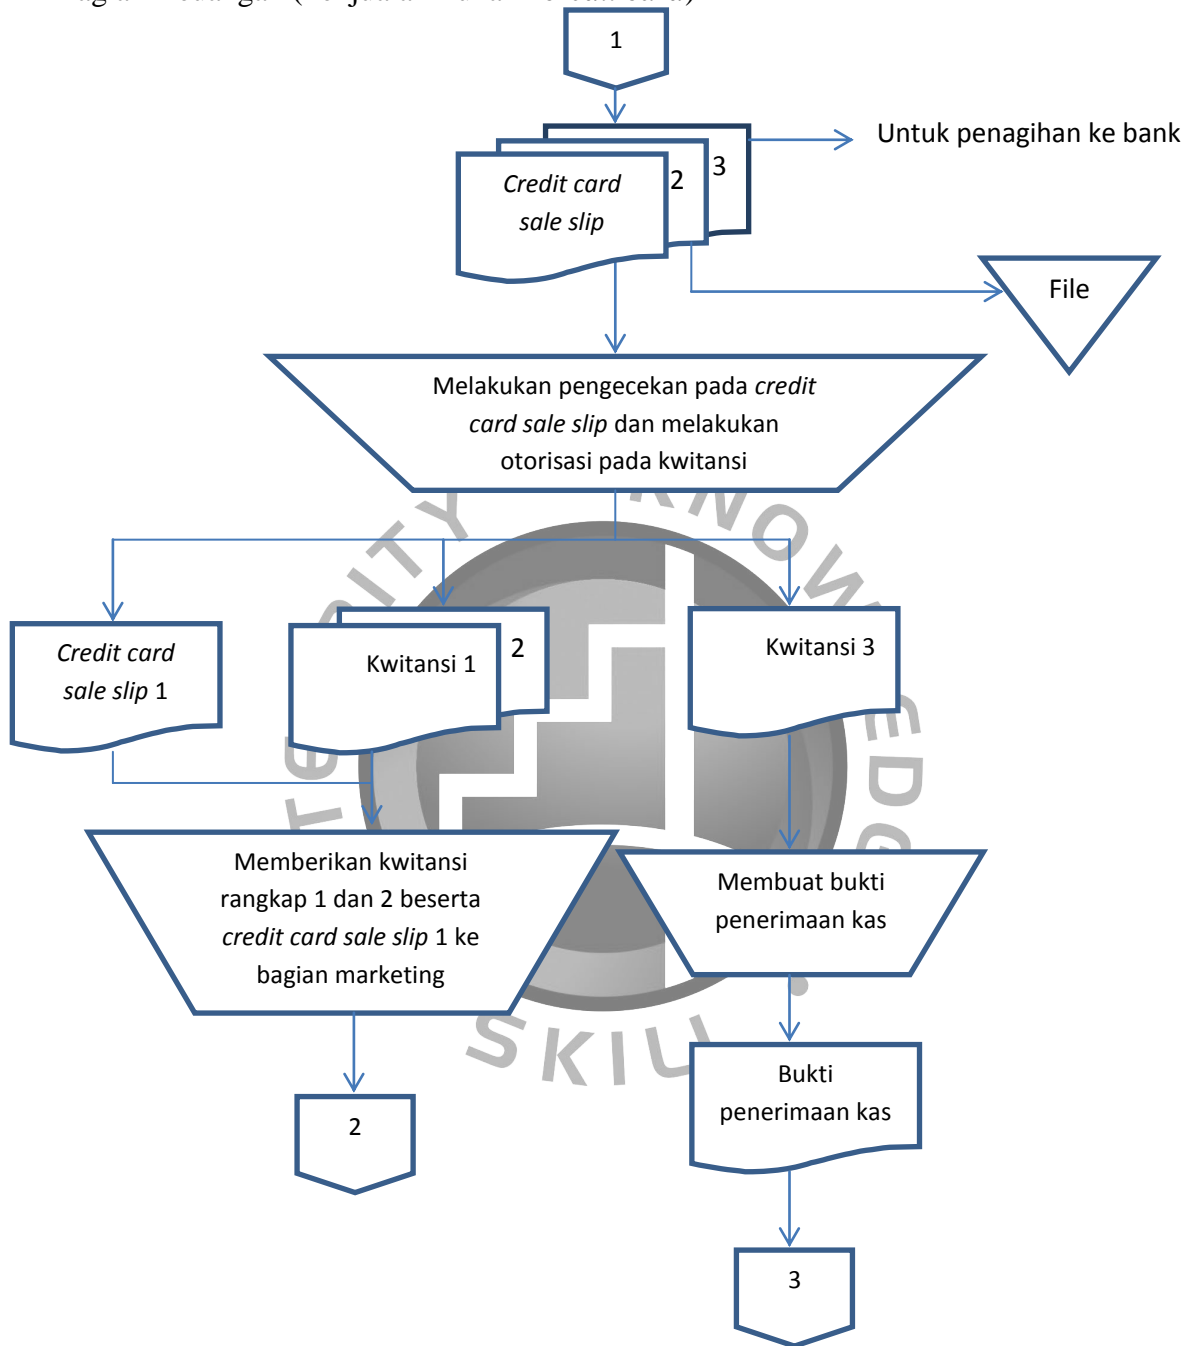 1
Untuk penagihan ke bank
3
2
Credit card
sale slip
File
Melakukan pengecekan pada credit
card sale slip dan melakukan
otorisasi pada kwitansi
Credit card
sale slip 1
Kwitansi 1
2
Kwitansi 3
Memberikan kwitansi
rangkap 1 dan 2 beserta
credit card sale slip 1 ke
bagian marketing
Membuat bukti
penerimaan kas
Bukti
penerimaan kas
2
3
SKILL